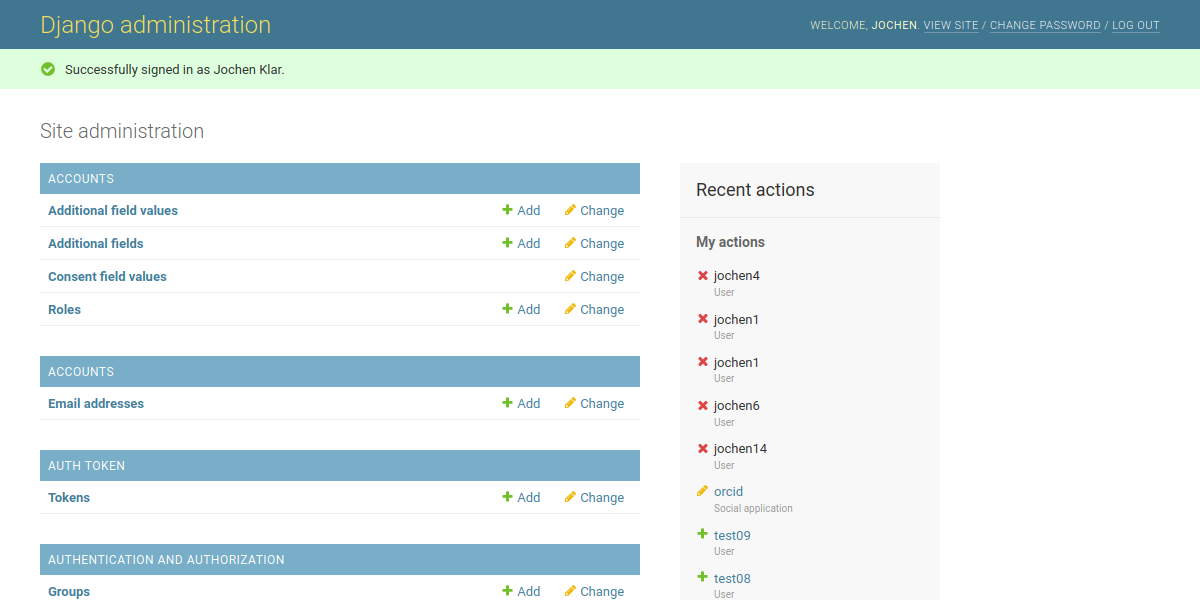 Django administration
WELCOME, JOCHEN. VIEW SITE / CHANGE PASSWORD / LOG OUT
Successfully signed in as Jochen Klar.
Site administration
ACCOUNTS
Additional field values Add Change
Additional fields Add Change
Consent field values Change
Roles Add Change
ACCOUNTS
Email addresses Add Change
AUTH TOKEN
Tokens Add Change
AUTHENTICATION AND AUTHORIZATION
Groups Add Change
Recent actions
My actions
jochen4
User
jochen1
User
jochen1
User
jochen6
User
jochen14
User
orcid
Social application
test09
User
test08
User